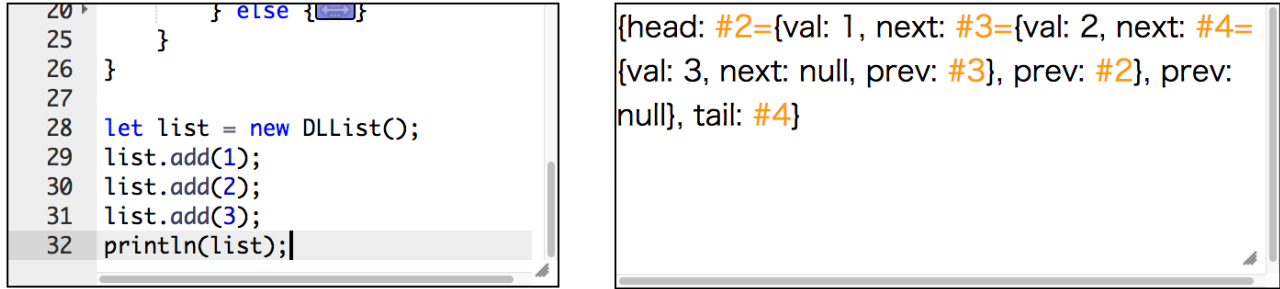 20 } else {↔}
25 }
26 }
27
28 let list = new DLList();
29 list.add(1);
30 list.add(2);
31 list.add(3);
32 println(list);
{head: #2={val: 1, next: #3={val: 2, next: #4=
{val: 3, next: null, prev: #3}, prev: #2}, prev:
null}, tail: #4}